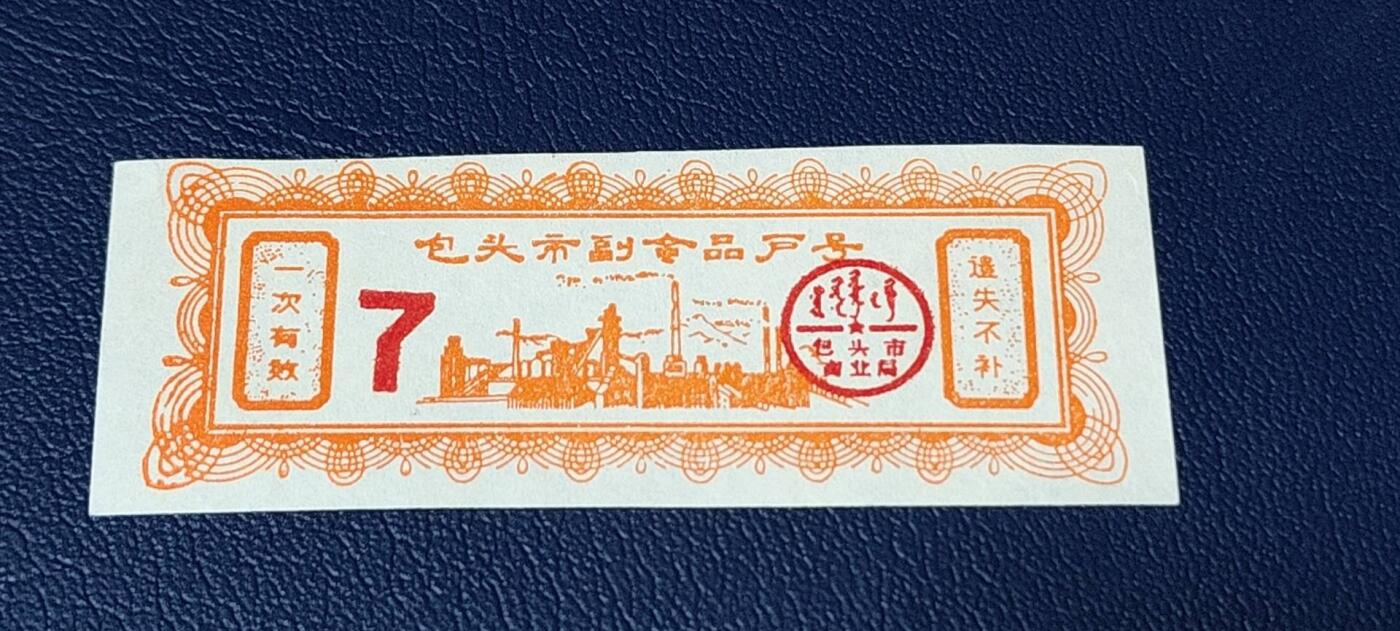 包头市副食品户号
一次有效
7
包头市
商业局
遗失不补